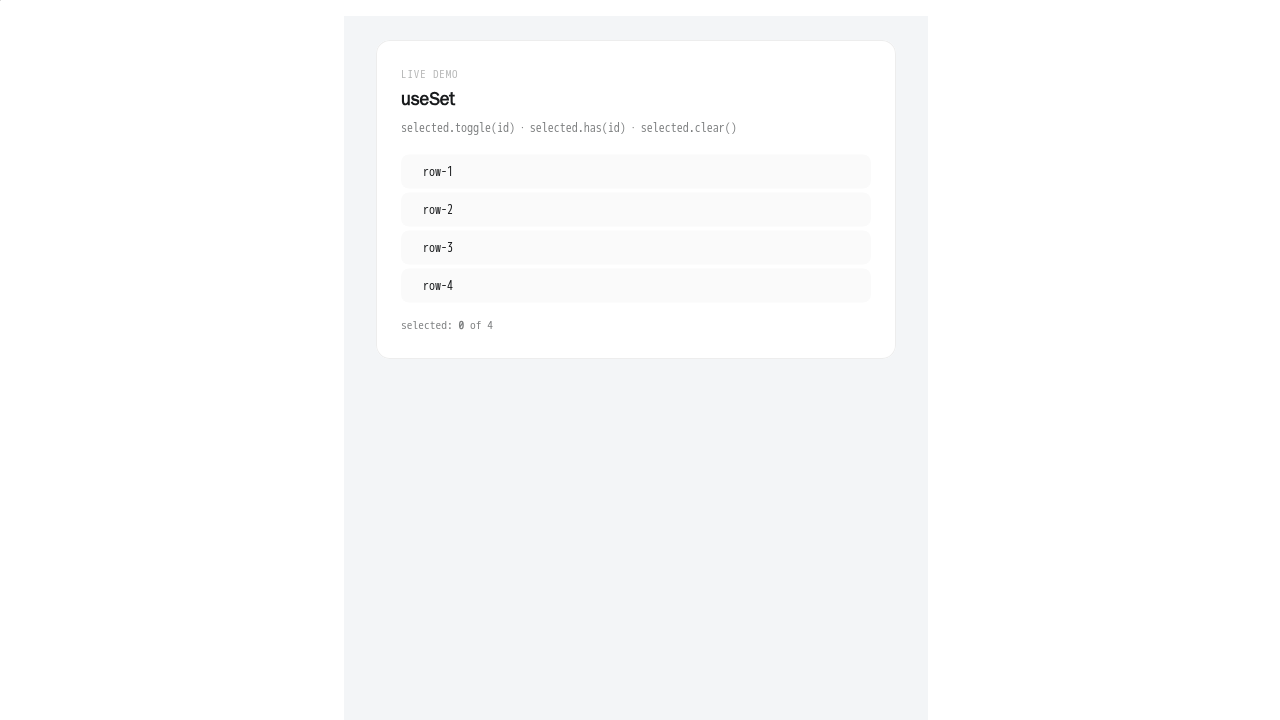 LIVE DEMO
useSet
selected.toggle(id) · selected.has(id) · selected.clear()
row-1
row-2
row-3
row-4
selected: 0 of 4